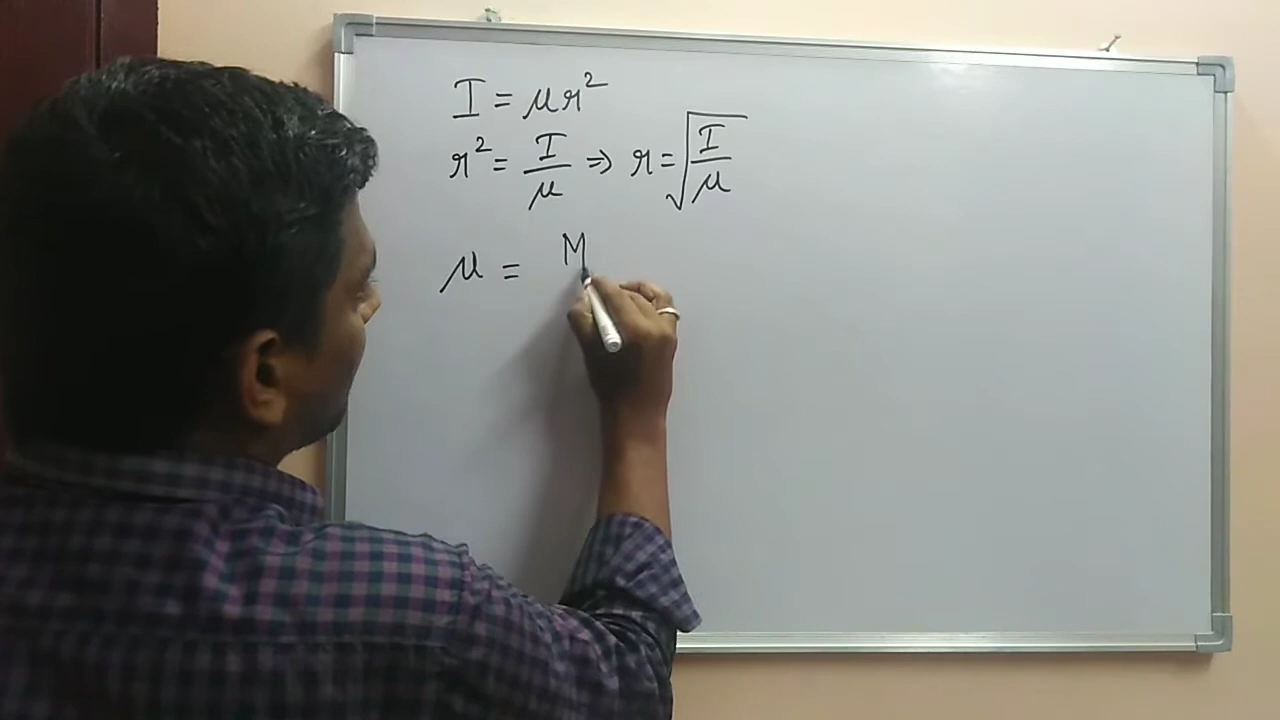 I = μr²
r² = I/μ ⇒ r = √(I/μ)
μ = M